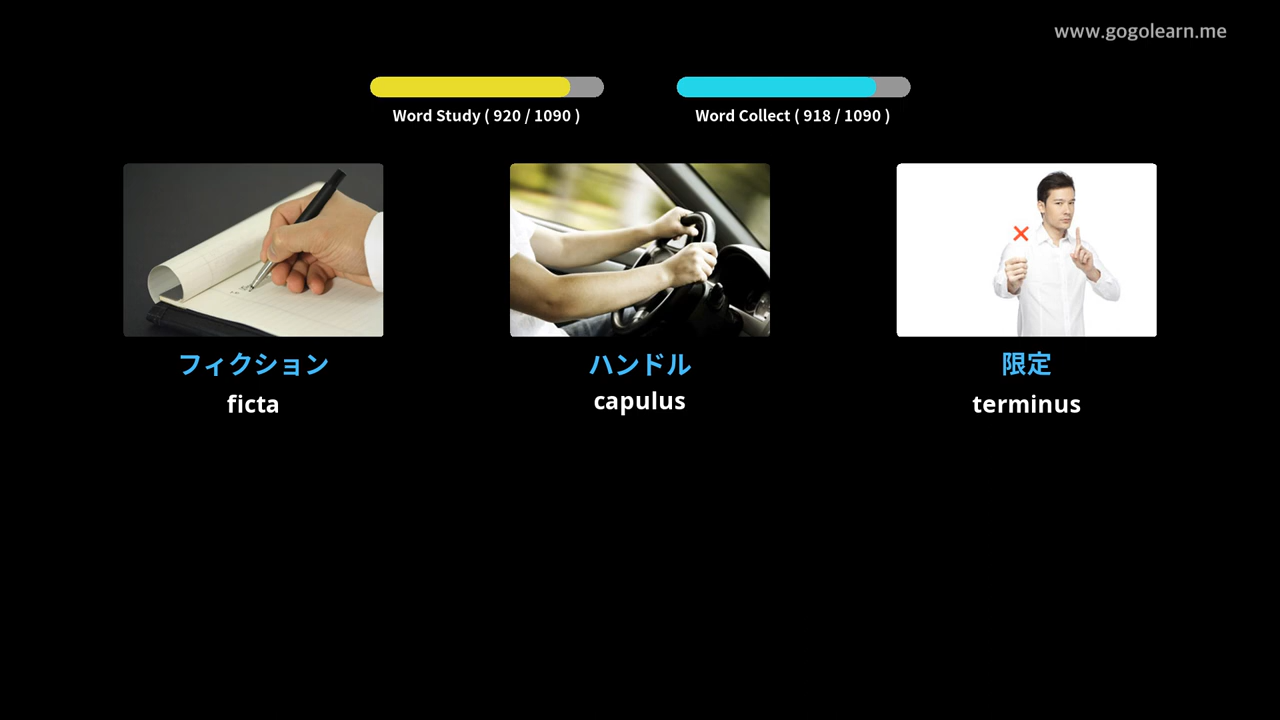 www.gogolearn.me
Word Study ( 920 / 1090 )
Word Collect ( 918 / 1090 )
フィクション
ハンドル
限定
ficta
capulus
terminus